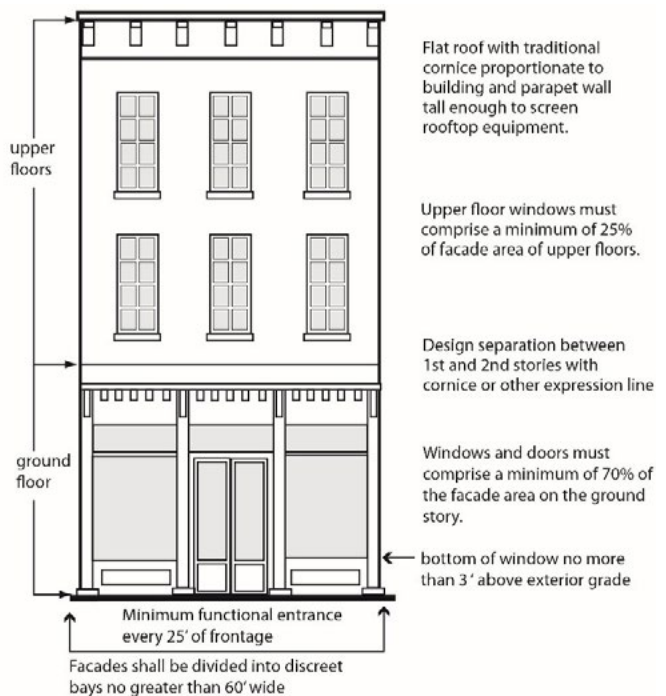 Flat roof with traditional
cornice proportionate to
building and parapet wall
tall enough to screen
rooftop equipment.
upper
floors
Upper floor windows must
comprise a minimum of 25%
of facade area of upper floors.
Design separation between
1st and 2nd stories with
cornice or other expression line
ground
floor
Windows and doors must
comprise a minimum of 70% of
the facade area on the ground
story.
bottom of window no more
than 3' above exterior grade
Minimum functional entrance
every 25' of frontage
Facades shall be divided into discreet
bays no greater than 60' wide